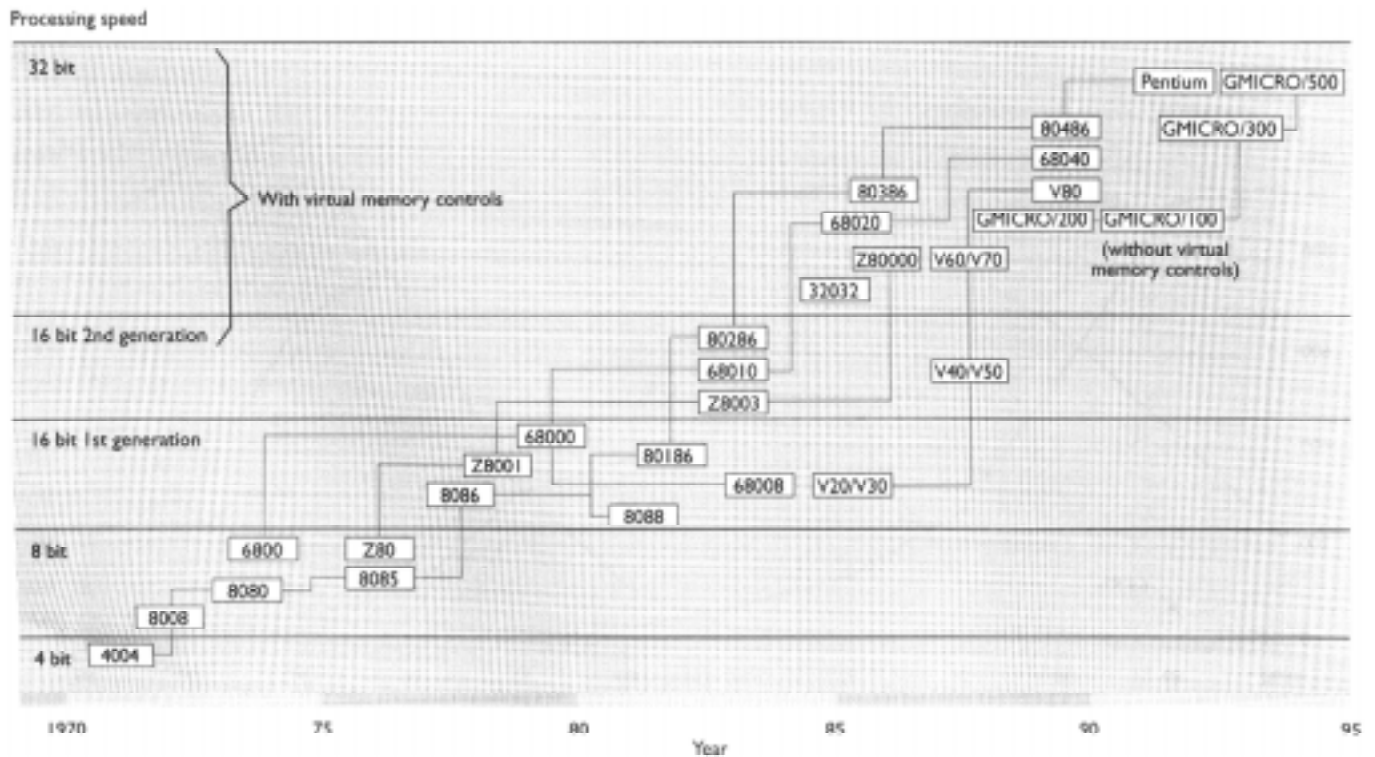 Processing speed
32 bit
Pentium
GMICRO/500
80486
GMICRO/300
68040
80386
V80
With virtual memory controls
68020
GMICRO/200
GMICRO/100
(without virtual
memory controls)
Z80000
V60/V70
32032
16 bit 2nd generation
80286
68010
V40/V50
Z8003
16 bit 1st generation
68000
80186
Z8001
68008
V20/V30
8086
8088
8 bit
6800
Z80
8085
8080
8008
4 bit
4004
1970
75
80
85
90
95
Year